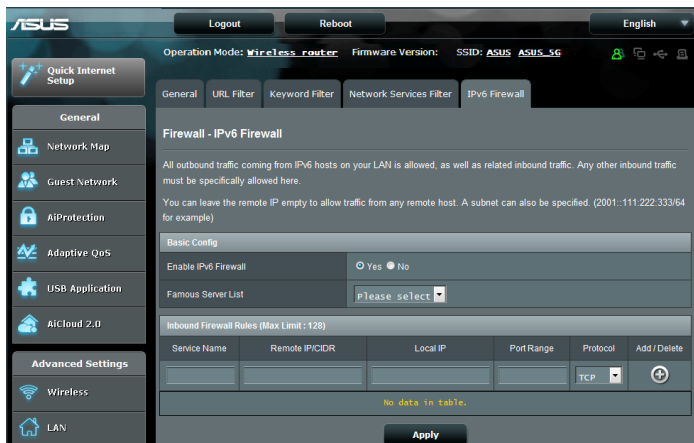 ASUS
Logout Reboot English
Operation Mode: Wireless router Firmware Version: SSID: ASUS ASUS_5G
Quick Internet
Setup
General
Network Map
Guest Network
AiProtection
Adaptive QoS
USB Application
AiCloud 2.0
Advanced Settings
Wireless
LAN
General URL Filter Keyword Filter Network Services Filter IPv6 Firewall
Firewall - IPv6 Firewall
All outbound traffic coming from IPv6 hosts on your LAN is allowed, as well as related inbound traffic. Any other inbound traffic
must be specifically allowed here.
You can leave the remote IP empty to allow traffic from any remote host. A subnet can also be specified. (2001::111:222:333/64
for example)
Basic Config
Enable IPv6 Firewall Yes No
Famous Server List Please select
Inbound Firewall Rules (Max Limit : 128)
Service Name Remote IP/CIDR Local IP Port Range Protocol Add / Delete
TCP
No data in table.
Apply